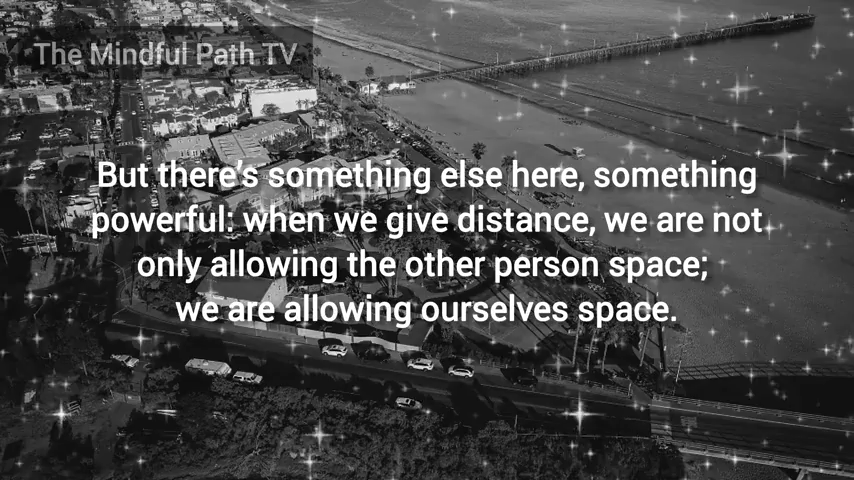 The Mindful Path TV
But there's something else here, something
powerful: when we give distance, we are not
only allowing the other person space;
we are allowing ourselves space.